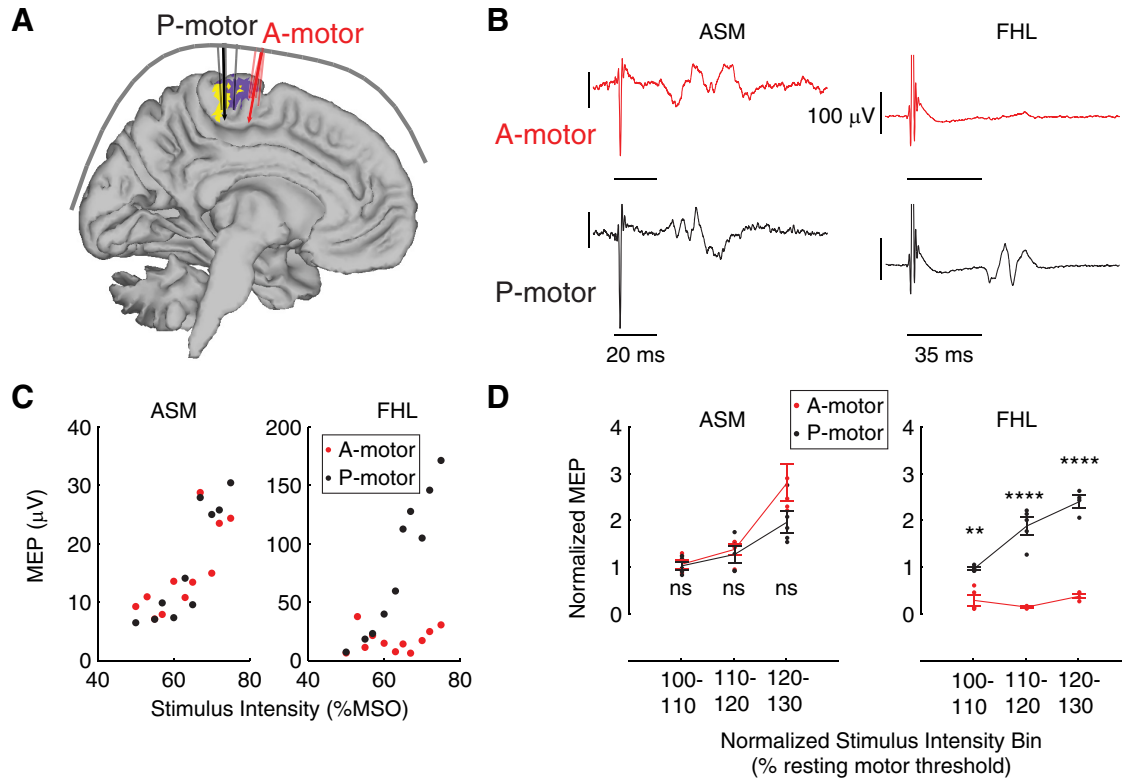 A
P-motor
A-motor
B
ASM
FHL
A-motor
100 μV
P-motor
20 ms
35 ms
C
ASM
FHL
MEP (μV)
40
30
20
10
0
200
150
100
50
0
A-motor
P-motor
40
60
80
40
60
80
Stimulus Intensity (%MSO)
D
A-motor
P-motor
ASM
FHL
Normalized MEP
4
3
2
1
0
ns
ns
ns
4
3
2
1
0
**
****
****
100-
110
110-
120
120-
130
100-
110
110-
120
120-
130
Normalized Stimulus Intensity Bin
(% resting motor threshold)